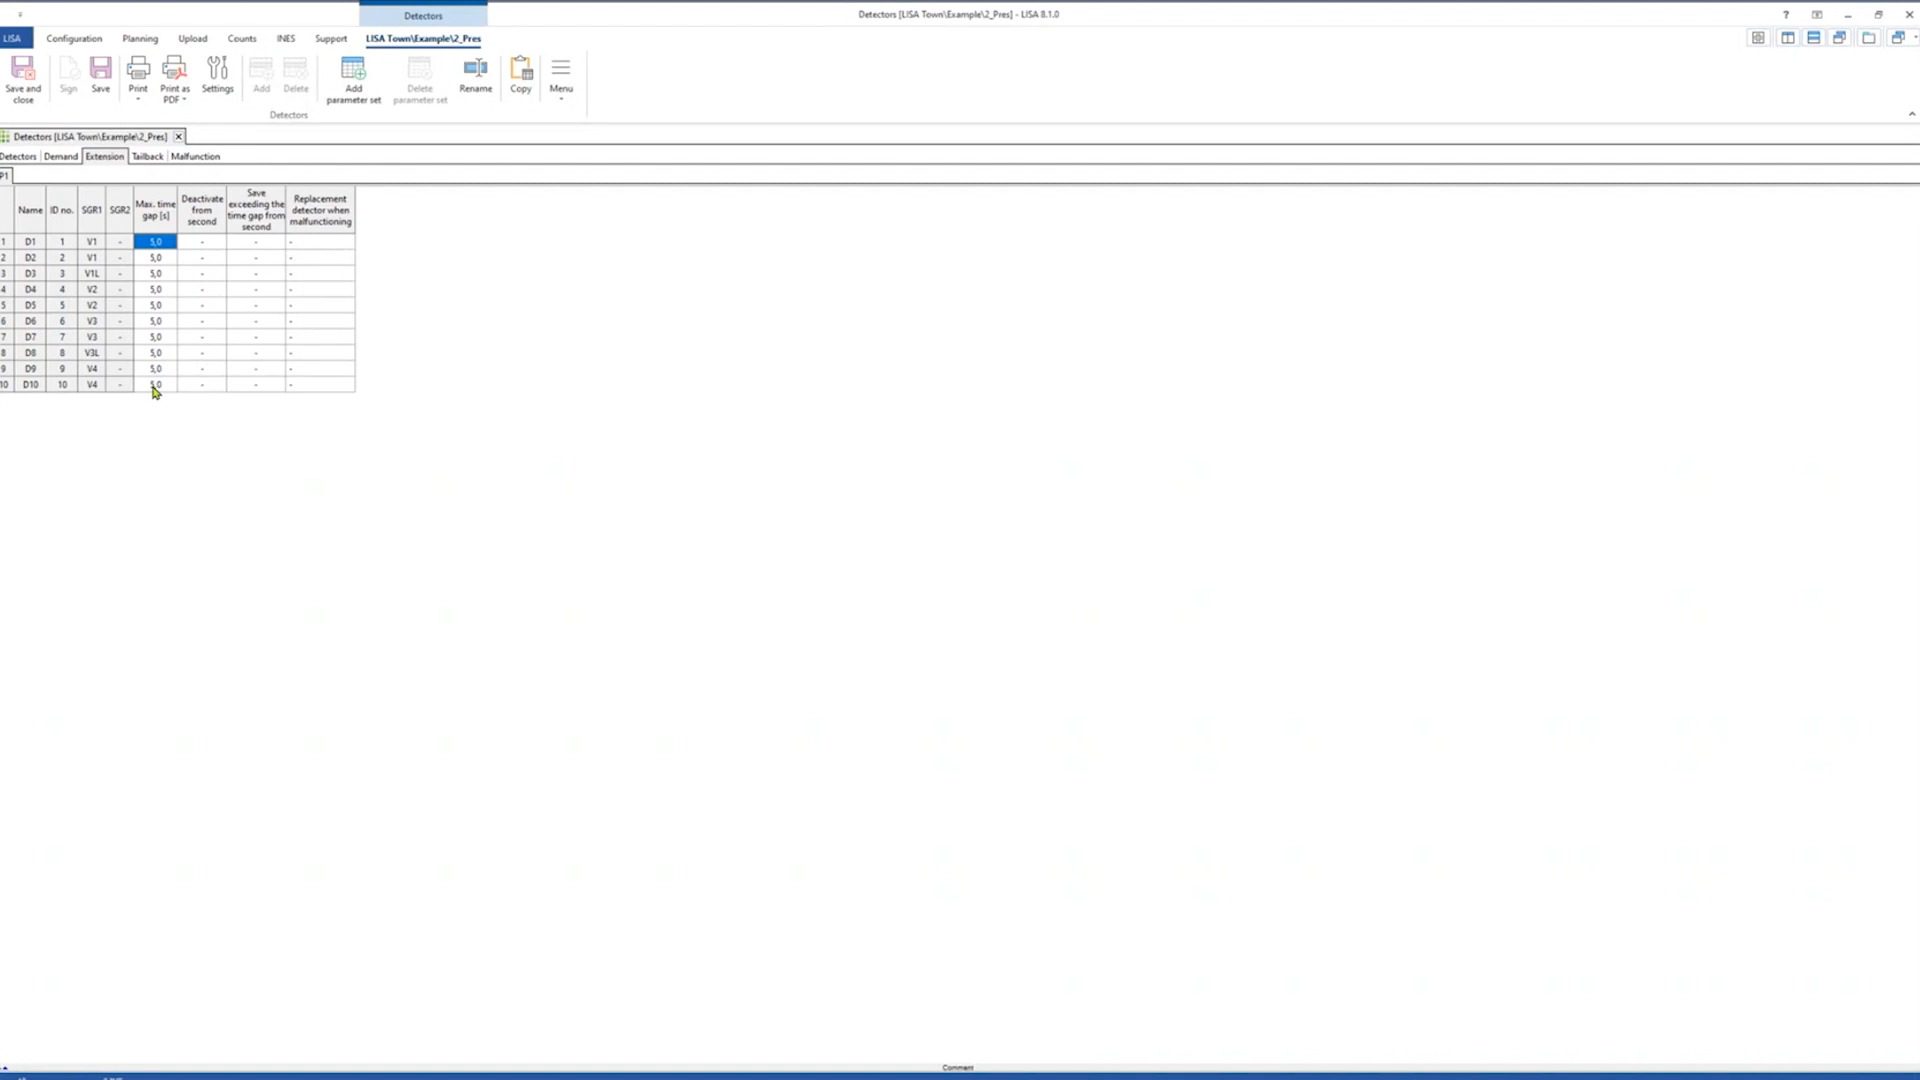 Detectors
Detectors [LISA Town\Example\2_Pres] - LISA 8.1.0
LISA Configuration Planning Upload Counts INES Support LISA Town\Example\2_Pres
Save and close Sign Save Print Print as PDF Settings Add Delete Add parameter set Delete parameter set Rename Copy Menu
Detectors
Detectors [LISA Town\Example\2_Pres]
Detectors Demand Extension Tailback Malfunction
P1
Name ID no. SGR1 SGR2 Max. time gap [s] Deactivate from second Save exceeding the time gap from second Replacement detector when malfunctioning
1 D1 1 V1 - 5,0 - - -
2 D2 2 V1 - 5,0 - - -
3 D3 3 V1L - 5,0 - - -
4 D4 4 V2 - 5,0 - - -
5 D5 5 V2 - 5,0 - - -
6 D6 6 V3 - 5,0 - - -
7 D7 7 V3 - 5,0 - - -
8 D8 8 V3L - 5,0 - - -
9 D9 9 V4 - 5,0 - - -
10 D10 10 V4 - 5,0 - - -
Comment